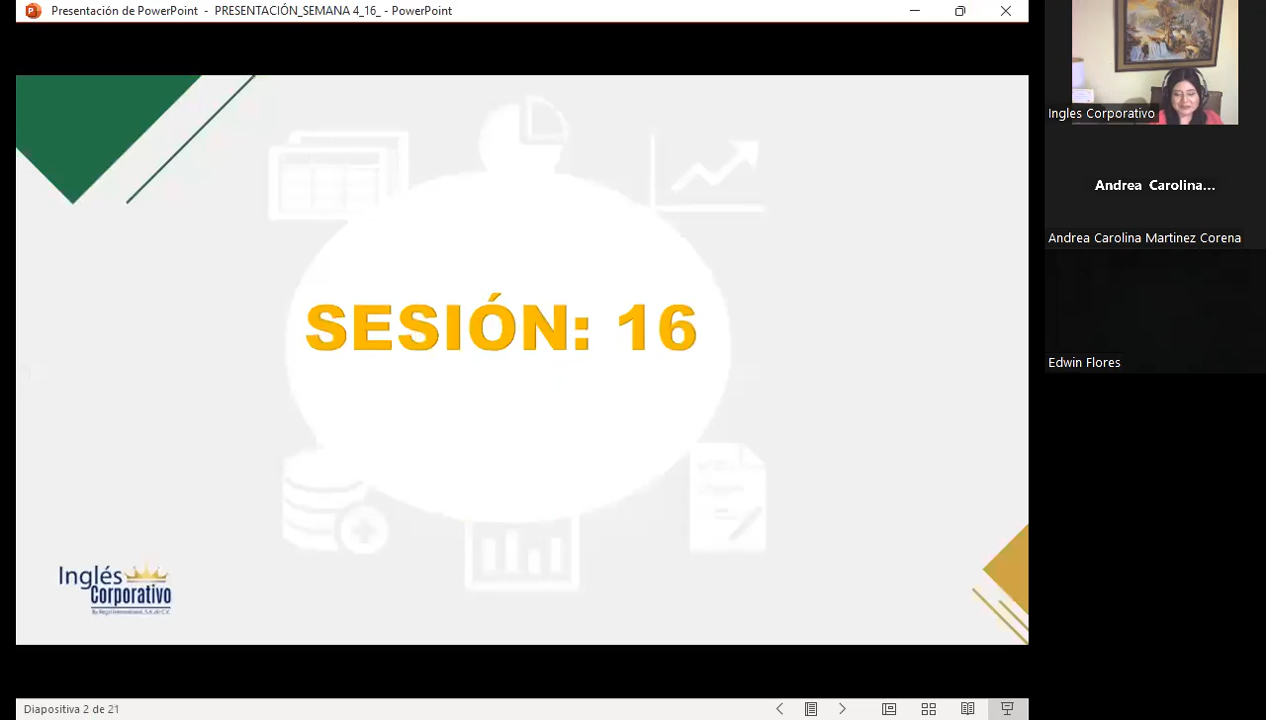 Presentación de PowerPoint - PRESENTACIÓN_SEMANA 4_16_ - PowerPoint
Ingles Corporativo
Andrea Carolina...
Andrea Carolina Martinez Corena
Edwin Flores
SESIÓN: 16
Inglés
Corporativo
Diapositiva 2 de 21